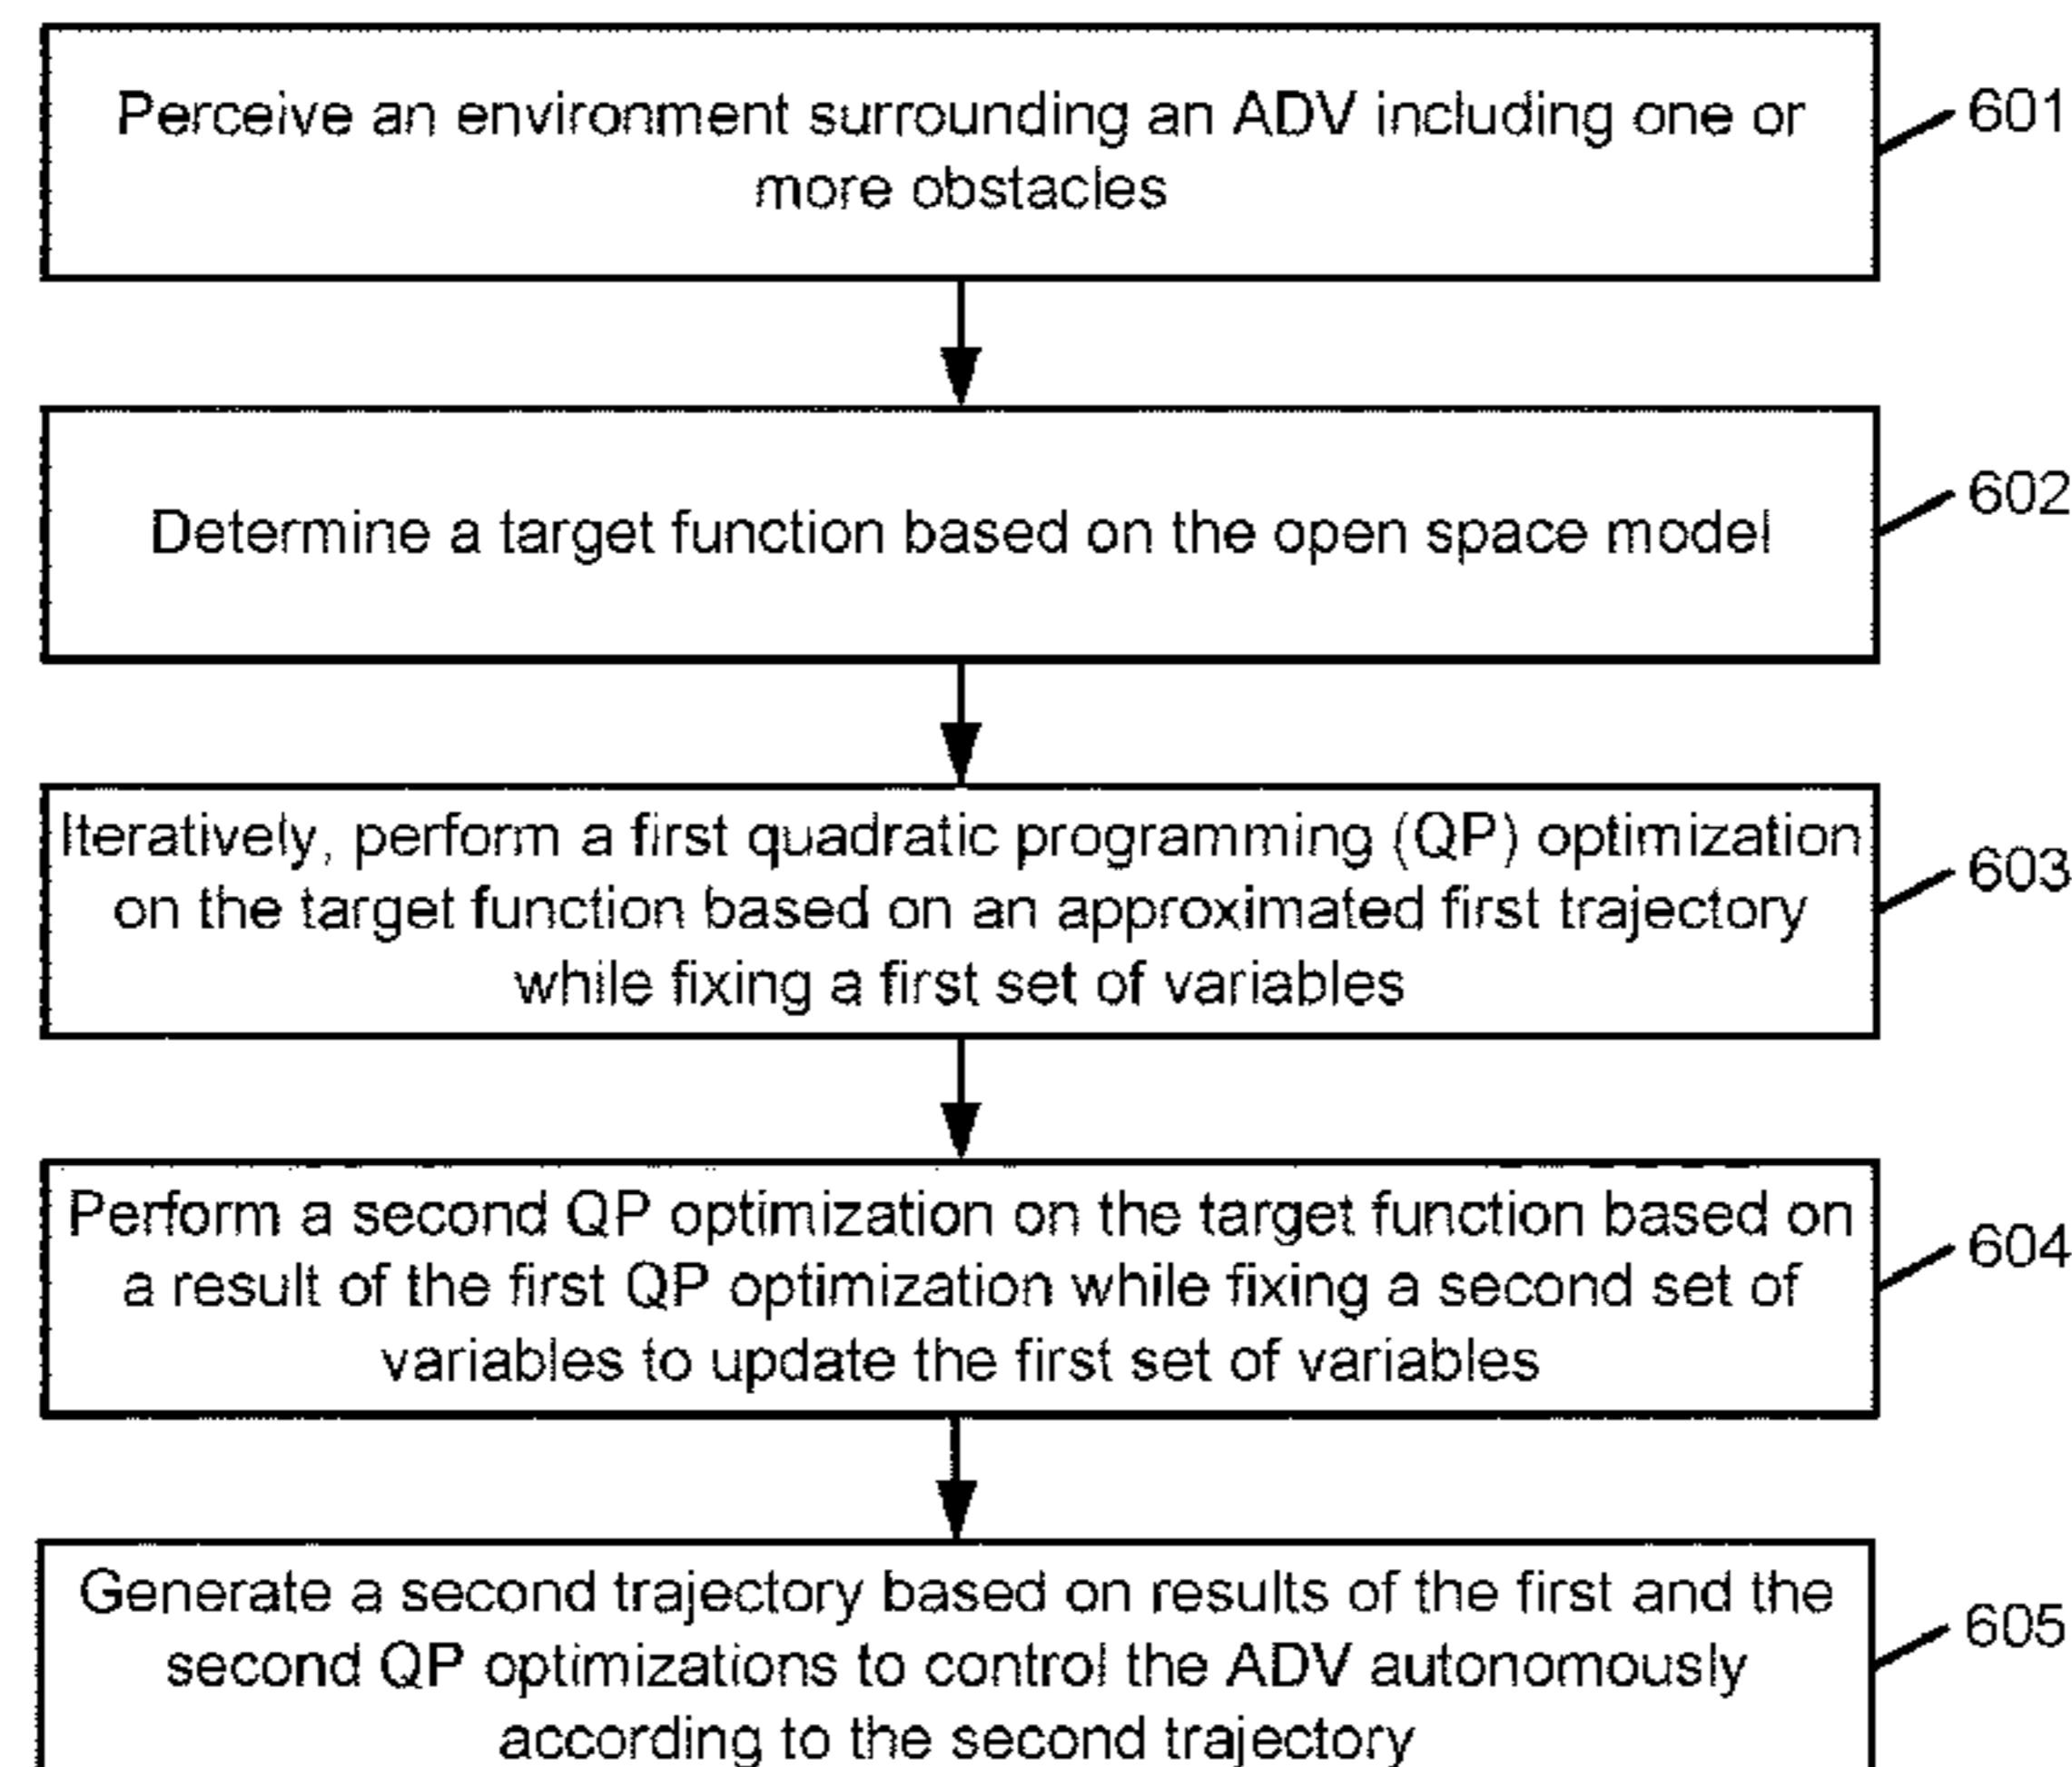 Perceive an environment surrounding an ADV including one or
more obstacles
601
Determine a target function based on the open space model
602
Iteratively, perform a first quadratic programming (QP) optimization
on the target function based on an approximated first trajectory
while fixing a first set of variables
603
Perform a second QP optimization on the target function based on
a result of the first QP optimization while fixing a second set of
variables to update the first set of variables
604
Generate a second trajectory based on results of the first and the
second QP optimizations to control the ADV autonomously
according to the second trajectory
605